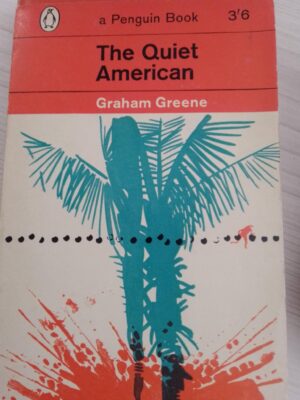 a Penguin Book 3'6
The Quiet
American
Graham Greene